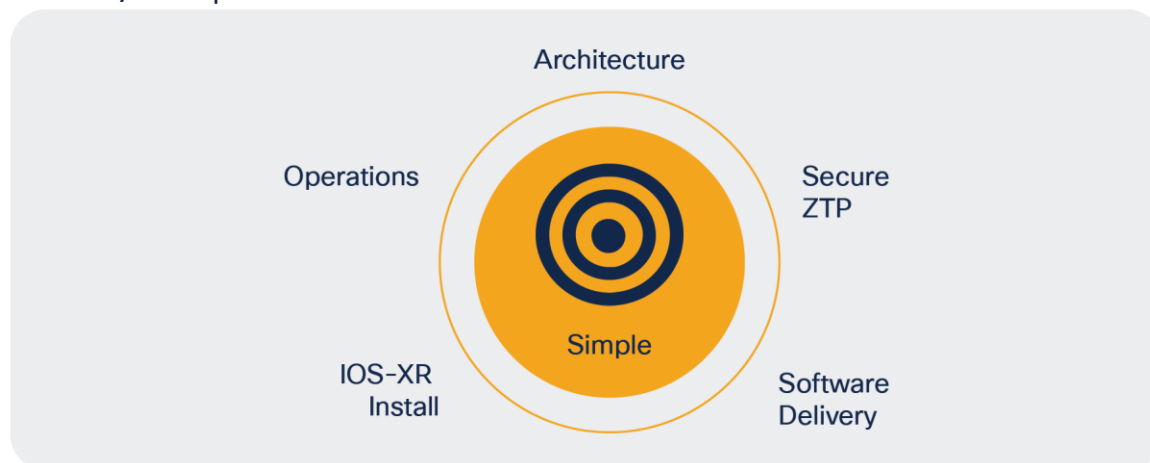 Architecture
Operations
Secure
ZTP
Simple
IOS-XR
Install
Software
Delivery